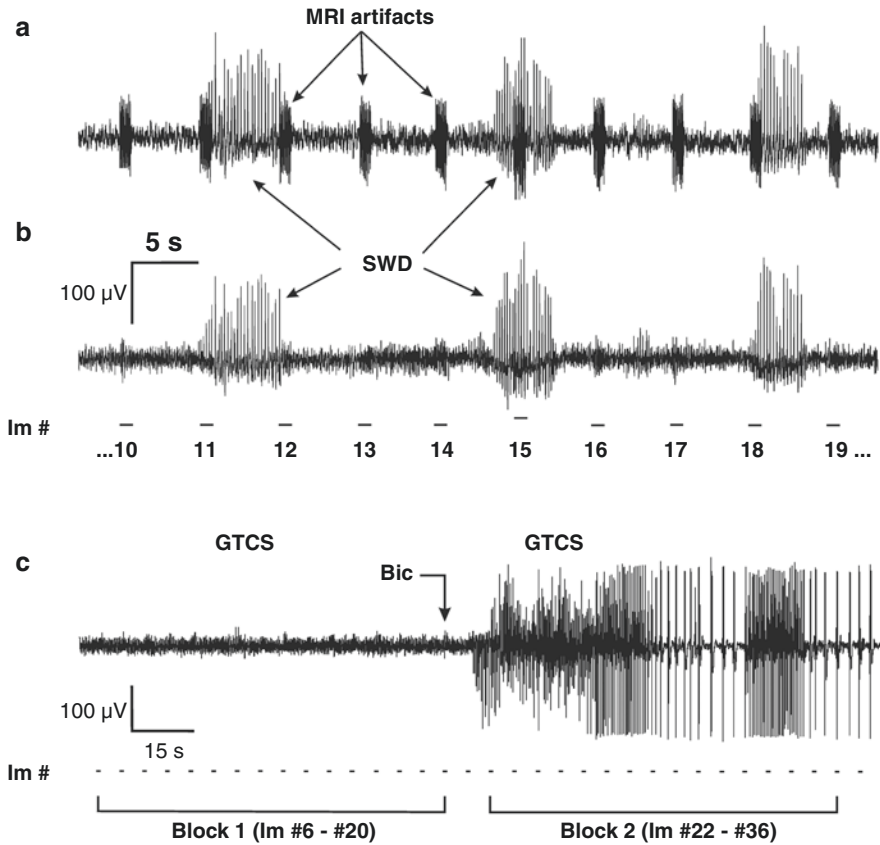 a
MRI artifacts
b
5 s
SWD
100 µV
Im #
...10 11 12 13 14 15 16 17 18 19 ...
c
GTCS GTCS
Bic
100 µV
15 s
Im #
Block 1 (Im #6 - #20) Block 2 (Im #22 - #36)